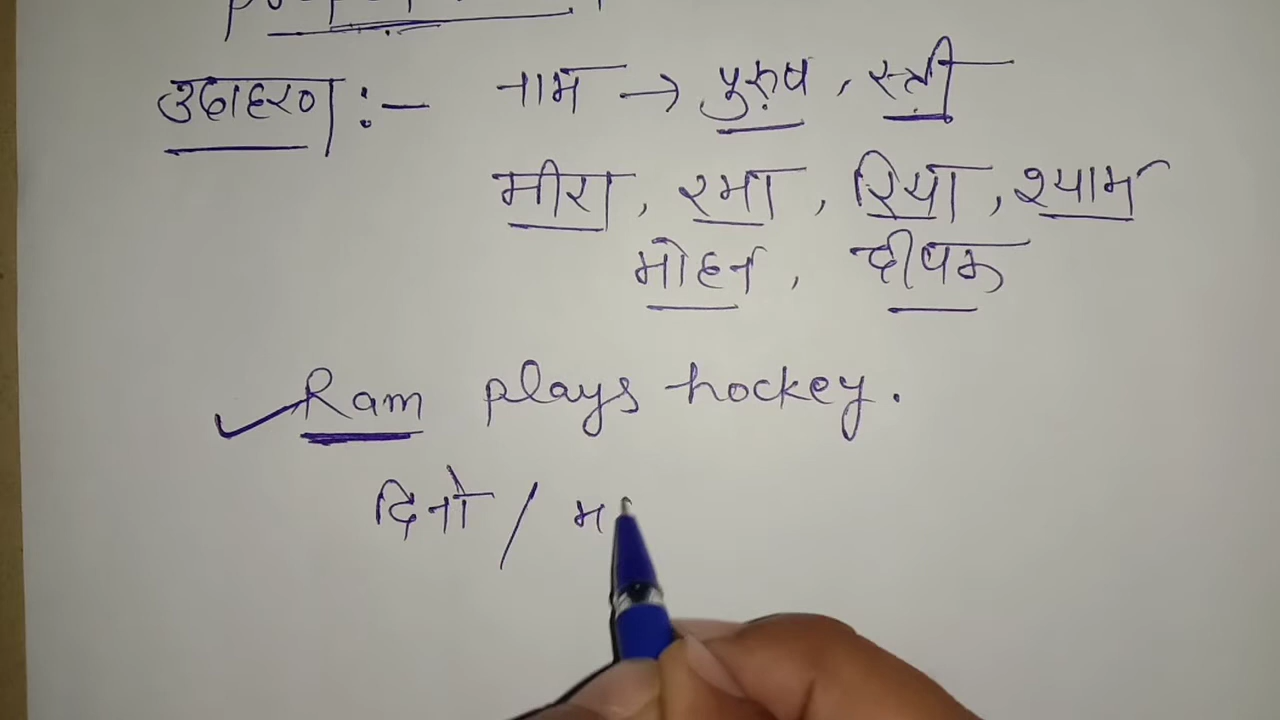 उदाहरण :- नाम → पुरुष, स्त्री
मीरा, रमा, रिया, श्याम
मोहन, दीपक
Ram plays hockey.
दिनों / म